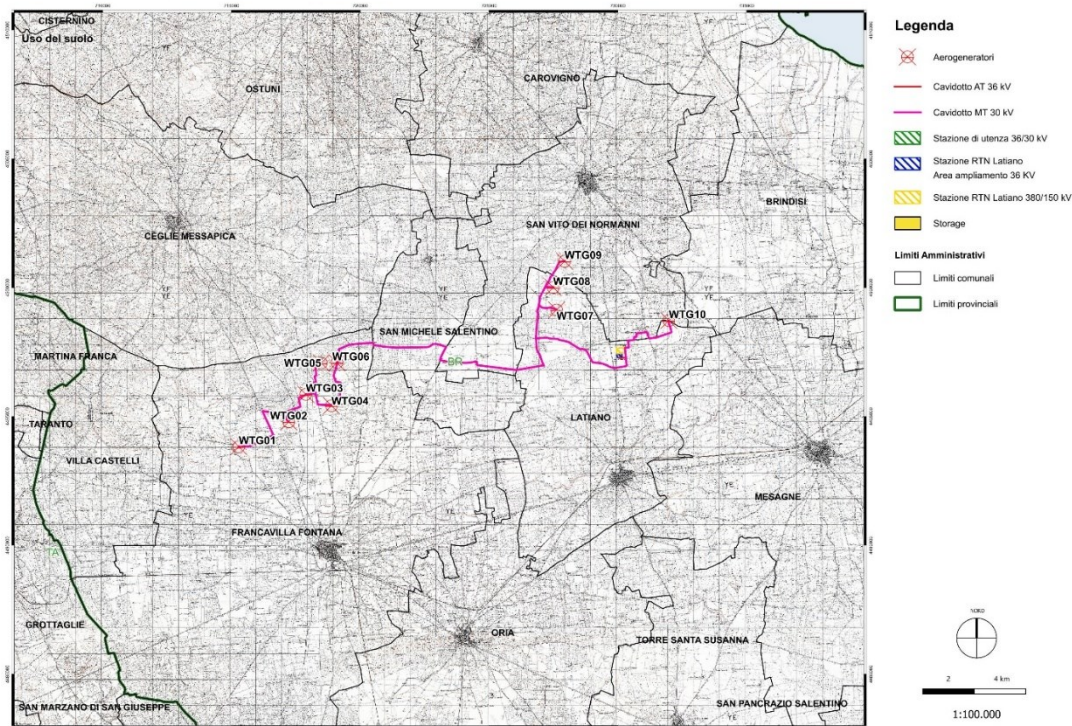 CISTERNINO
Uso del suolo
OSTUNI
CAROVIGNO
BRINDISI
CEGLIE MESSAPICA
SAN VITO DEI NORMANNI
WTG09
WTG08
WTG07
WTG10
SAN MICHELE SALENTINO
MARTINA FRANCA
WTG05
WTG06
BR
WTG03
WTG04
WTG02
LATIANO
TARANTO
WTG01
VILLA CASTELLI
MESAGNE
FRANCAVILLA FONTANA
TA
GROTTAGLIE
ORIA
TORRE SANTA SUSANNA
SAN MARZANO DI SAN GIUSEPPE
SAN PANCRAZIO SALENTINO
Legenda
Aerogeneratori
Cavidotto AT 36 kV
Cavidotto MT 30 kV
Stazione di utenza 36/30 kV
Stazione RTN Latiano
Area ampliamento 36 KV
Stazione RTN Latiano 380/150 kV
Storage
Limiti Amministrativi
Limiti comunali
Limiti provinciali
NORD
2 4 km
1:100.000